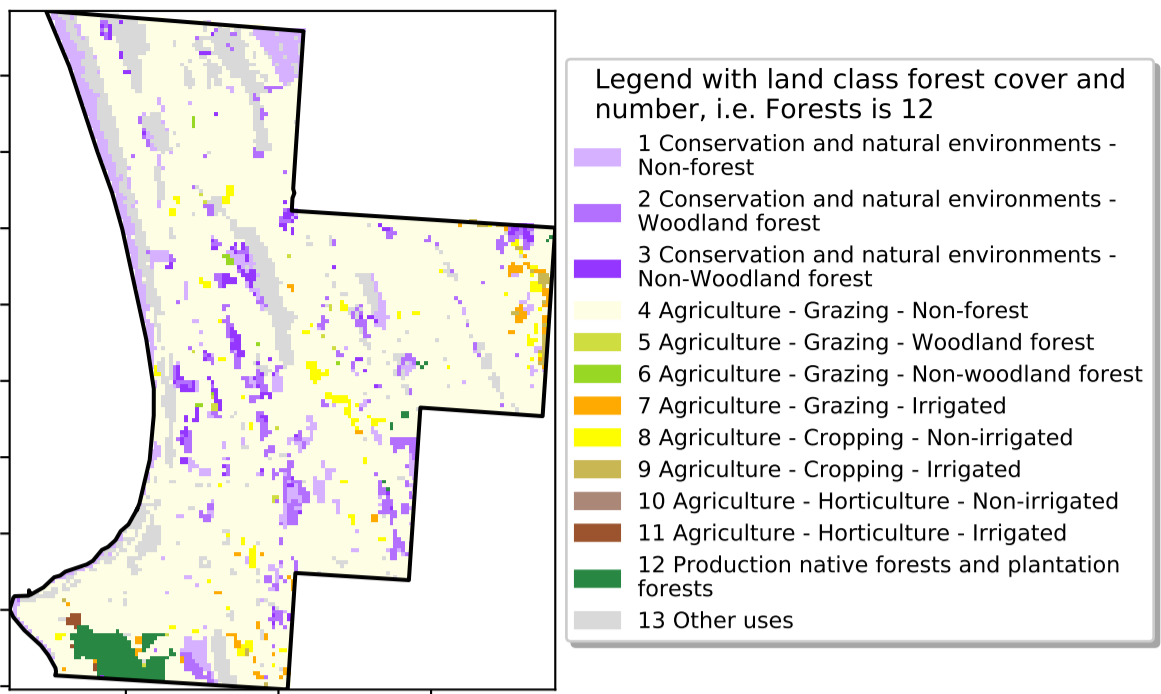 Legend with land class forest cover and
number, i.e. Forests is 12
1 Conservation and natural environments -
Non-forest
2 Conservation and natural environments -
Woodland forest
3 Conservation and natural environments -
Non-Woodland forest
4 Agriculture - Grazing - Non-forest
5 Agriculture - Grazing - Woodland forest
6 Agriculture - Grazing - Non-woodland forest
7 Agriculture - Grazing - Irrigated
8 Agriculture - Cropping - Non-irrigated
9 Agriculture - Cropping - Irrigated
10 Agriculture - Horticulture - Non-irrigated
11 Agriculture - Horticulture - Irrigated
12 Production native forests and plantation
forests
13 Other uses